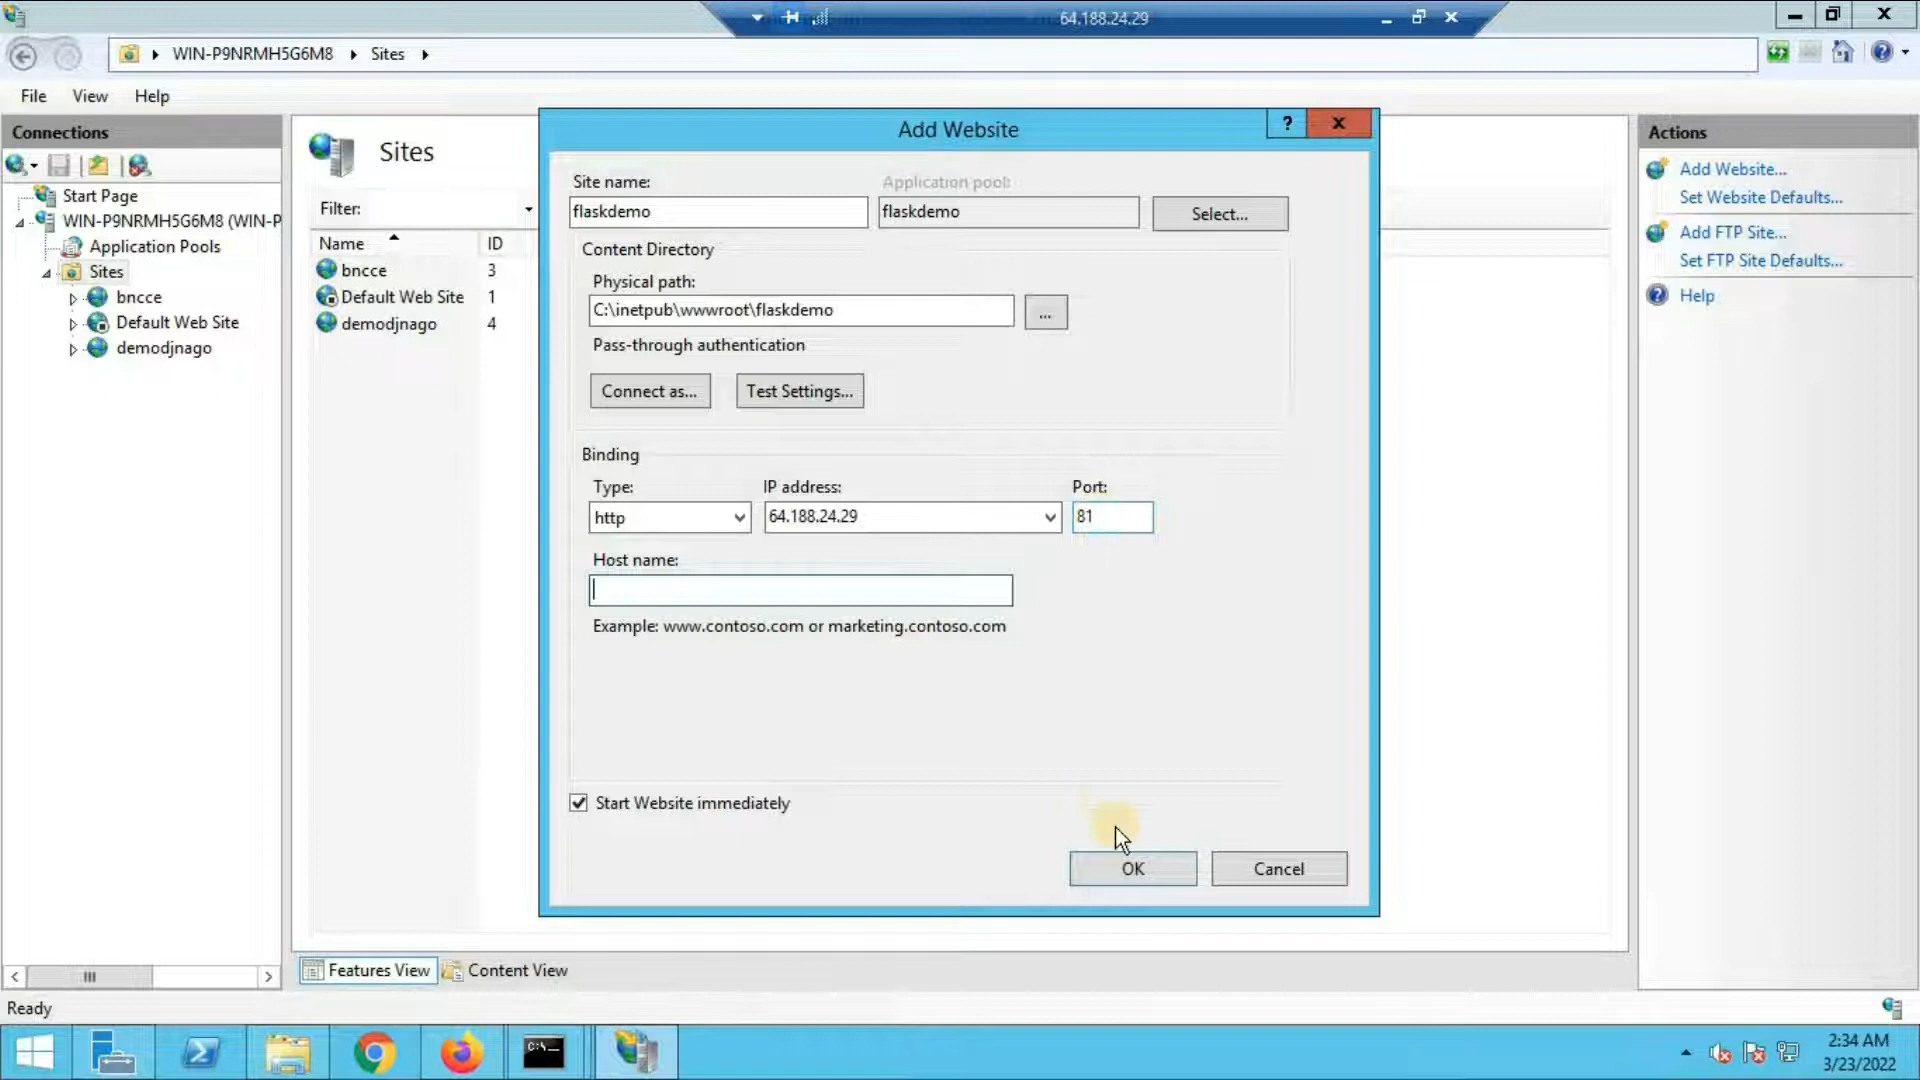 64.188.24.29
WIN-P9NRMH5G6M8 Sites
File View Help
Connections
Start Page
WIN-P9NRMH5G6M8 (WIN-P
Application Pools
Sites
bncce
Default Web Site
demodjnago
Sites
Filter:
Name ID
bncce 3
Default Web Site 1
demodjnago 4
Add Website
? X
Site name:
flaskdemo
Application pool:
flaskdemo
Select...
Content Directory
Physical path:
C:\inetpub\wwwroot\flaskdemo
...
Pass-through authentication
Connect as...
Test Settings...
Binding
Type:
http
IP address:
64.188.24.29
Port:
81
Host name:
Example: www.contoso.com or marketing.contoso.com
Start Website immediately
OK
Cancel
Actions
Add Website...
Set Website Defaults...
Add FTP Site...
Set FTP Site Defaults...
Help
Features View
Content View
Ready
C:\
2:34 AM
3/23/2022